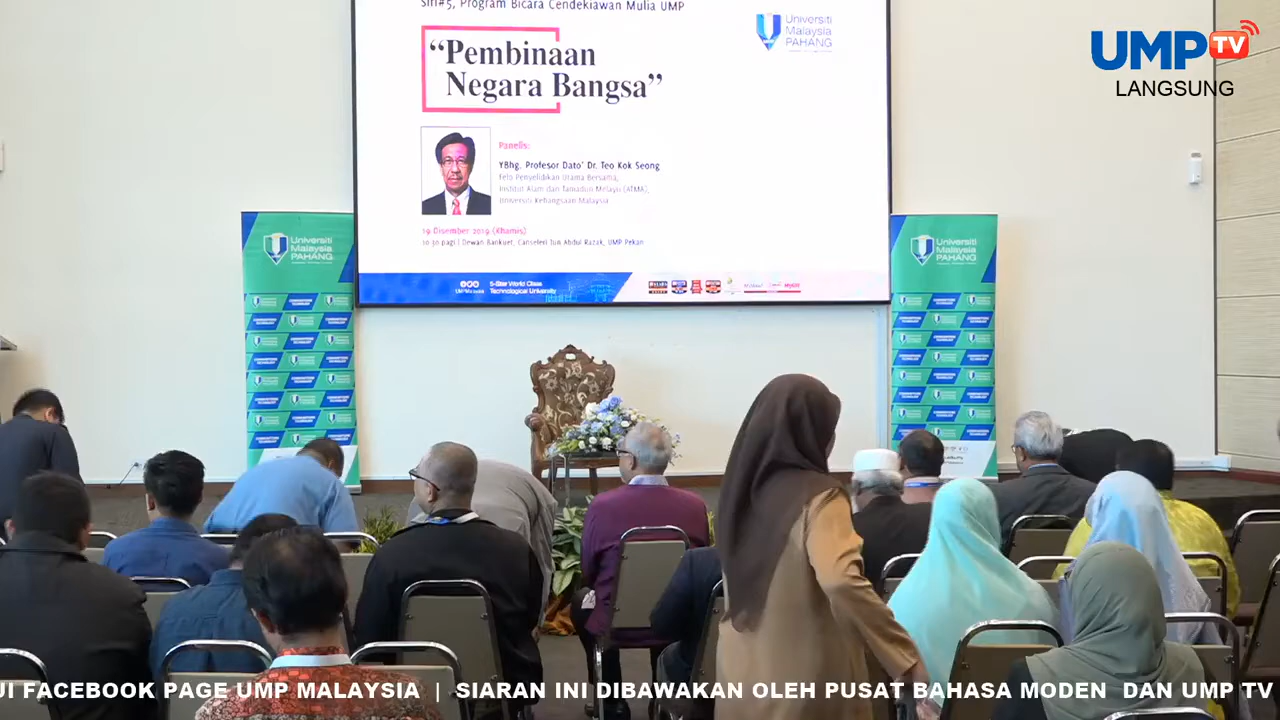 Siri#5, Program Bicara Cendekiawan Mulia UMP
Universiti
Malaysia
PAHANG
UMP TV
LANGSUNG
“Pembinaan
Negara Bangsa”
Panelis:
YBhg. Profesor Dato' Dr. Teo Kok Seong
Felo Penyelidikan Utama Bersama,
Institut Alam dan Tamadun Melayu (ATMA),
Universiti Kebangsaan Malaysia
19 Disember 2019 (Khamis)
10.30 pagi | Dewan Bankuet, Canseleri Tun Abdul Razak, UMP Pekan
5-Star World Class
Technological University
Universiti
Malaysia
PAHANG
Universiti
Malaysia
PAHANG
UI FACEBOOK PAGE UMP MALAYSIA | SIARAN INI DIBAWAKAN OLEH PUSAT BAHASA MODEN DAN UMP TV